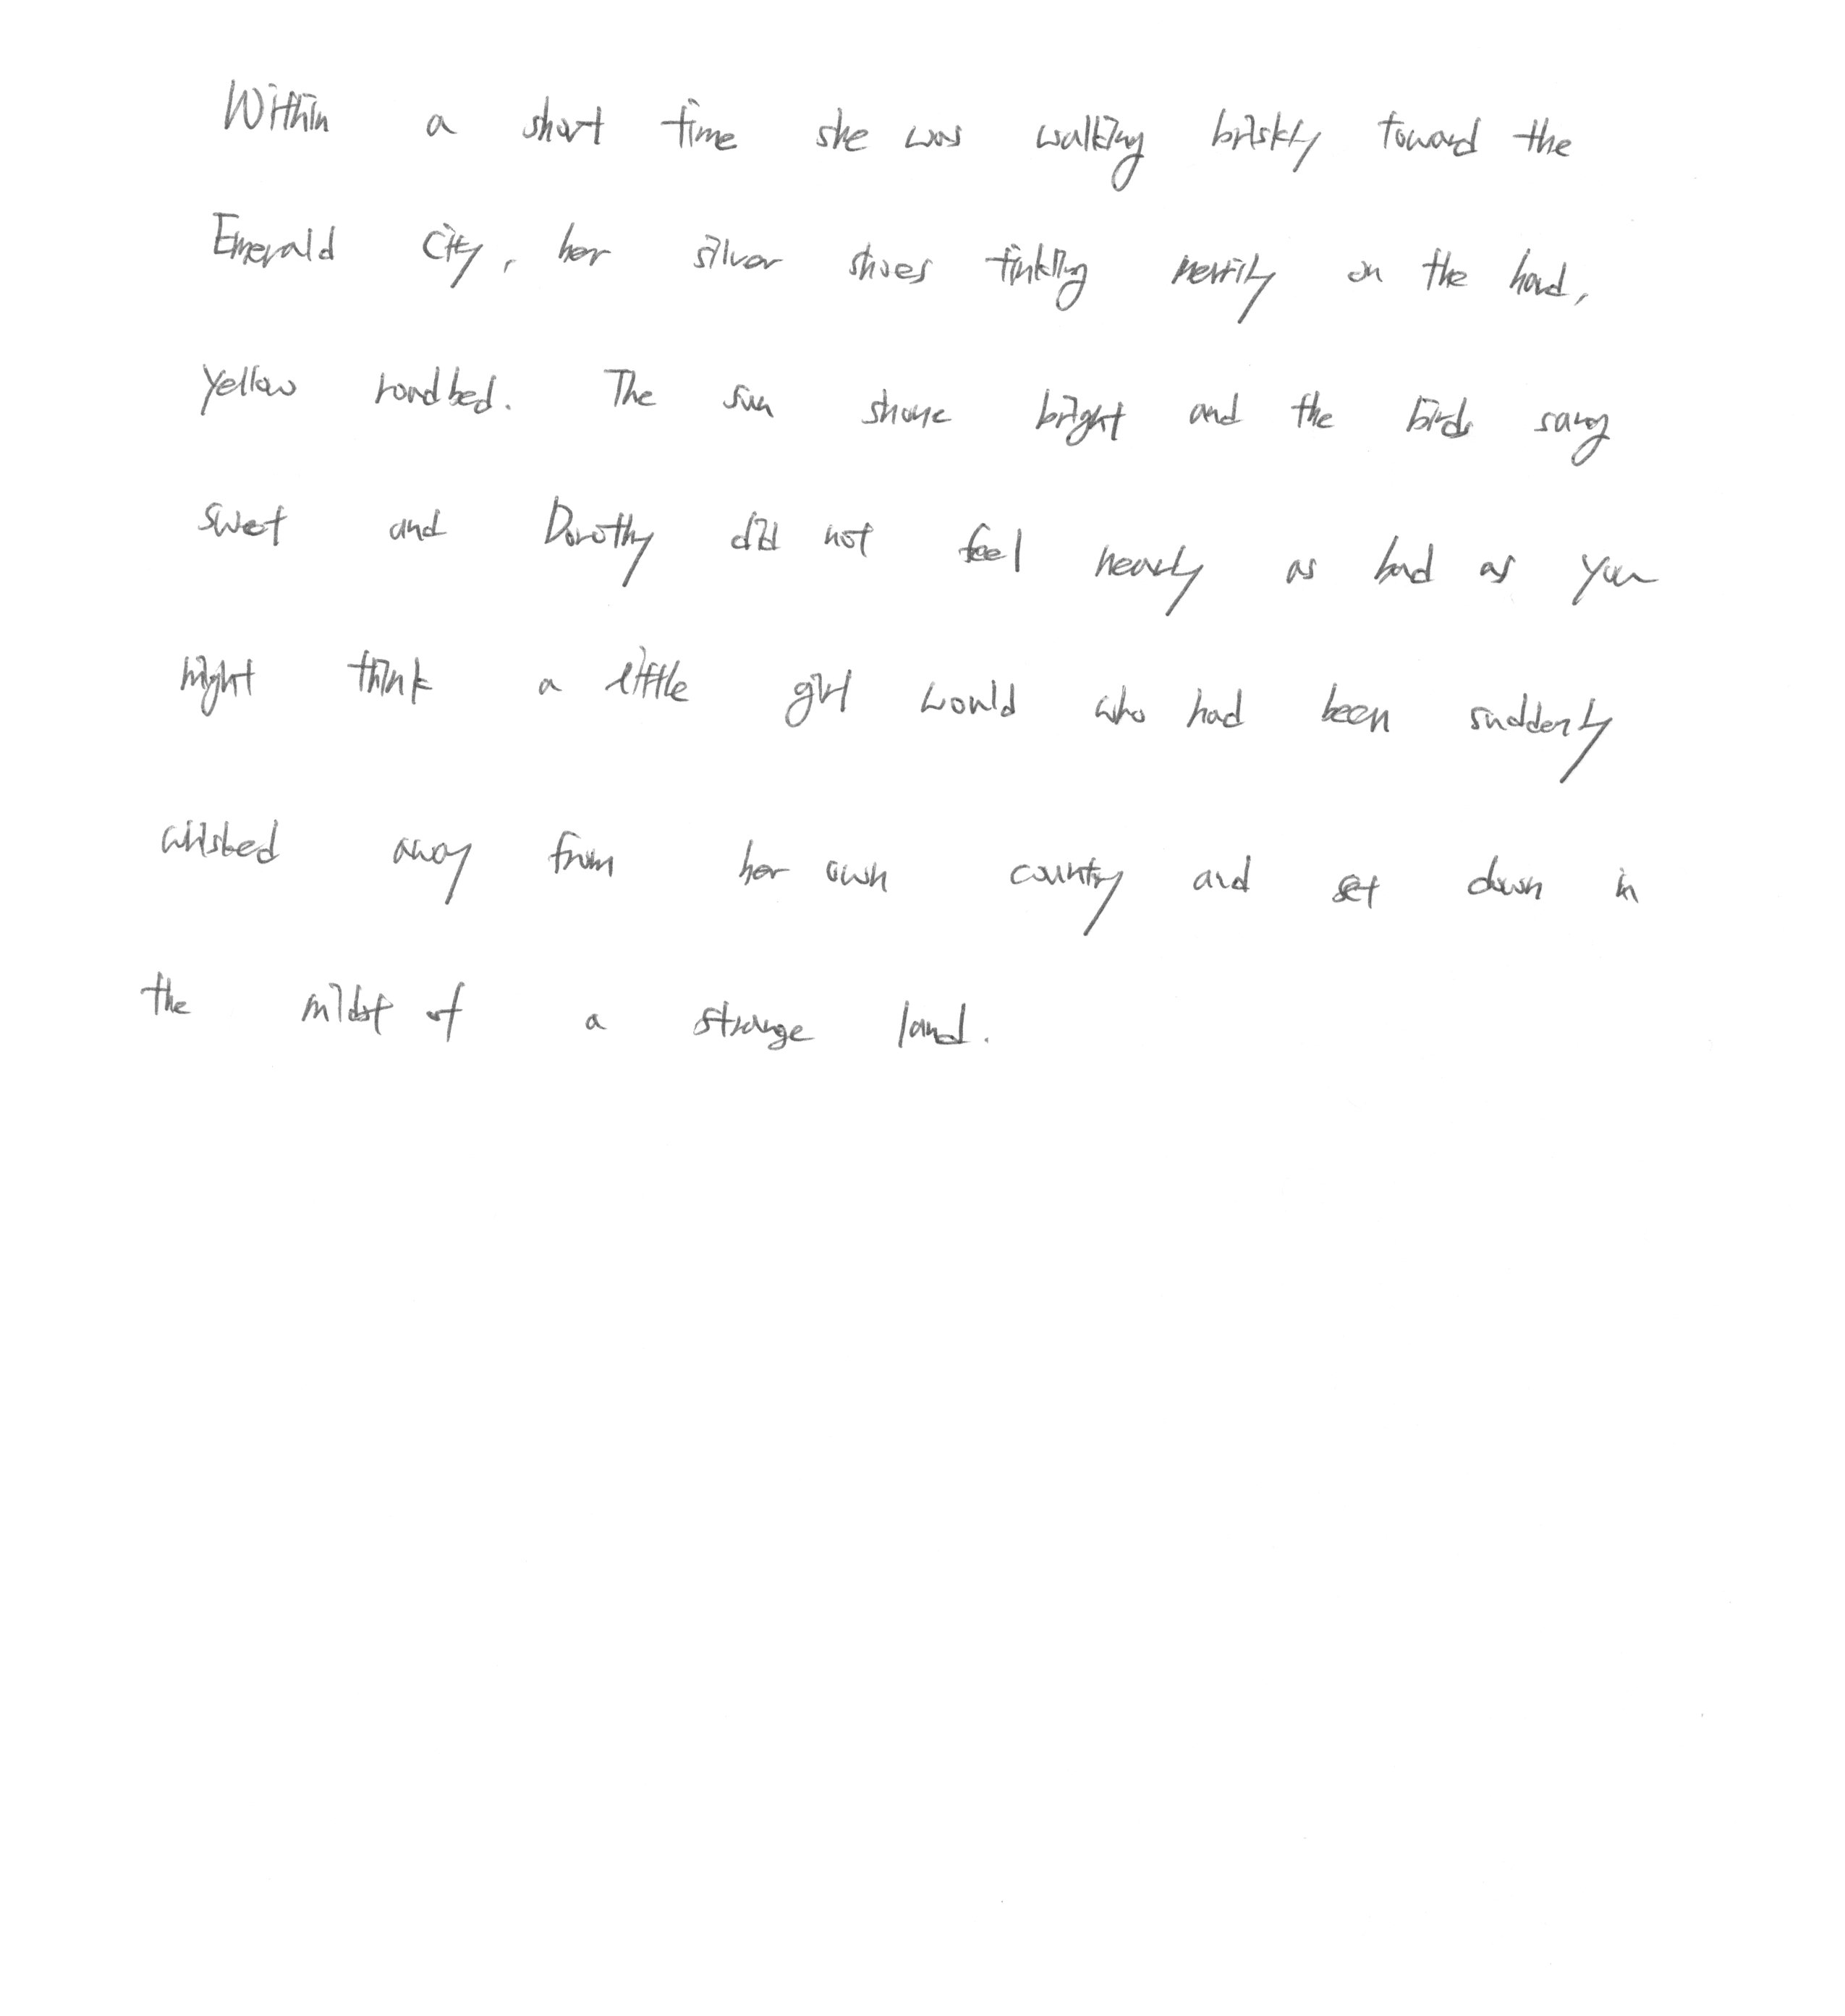 Within a short time she was walking briskly toward the
Emerald City, her silver shoes tinkling merrily on the hard,
yellow roadbed. The sun shone bright and the birds sang
swet and Dorothy did not feel nearly as bad as you
might think a little girl would who had been suddenly
whisked away from her own country and set down in
the midst of a strange land.